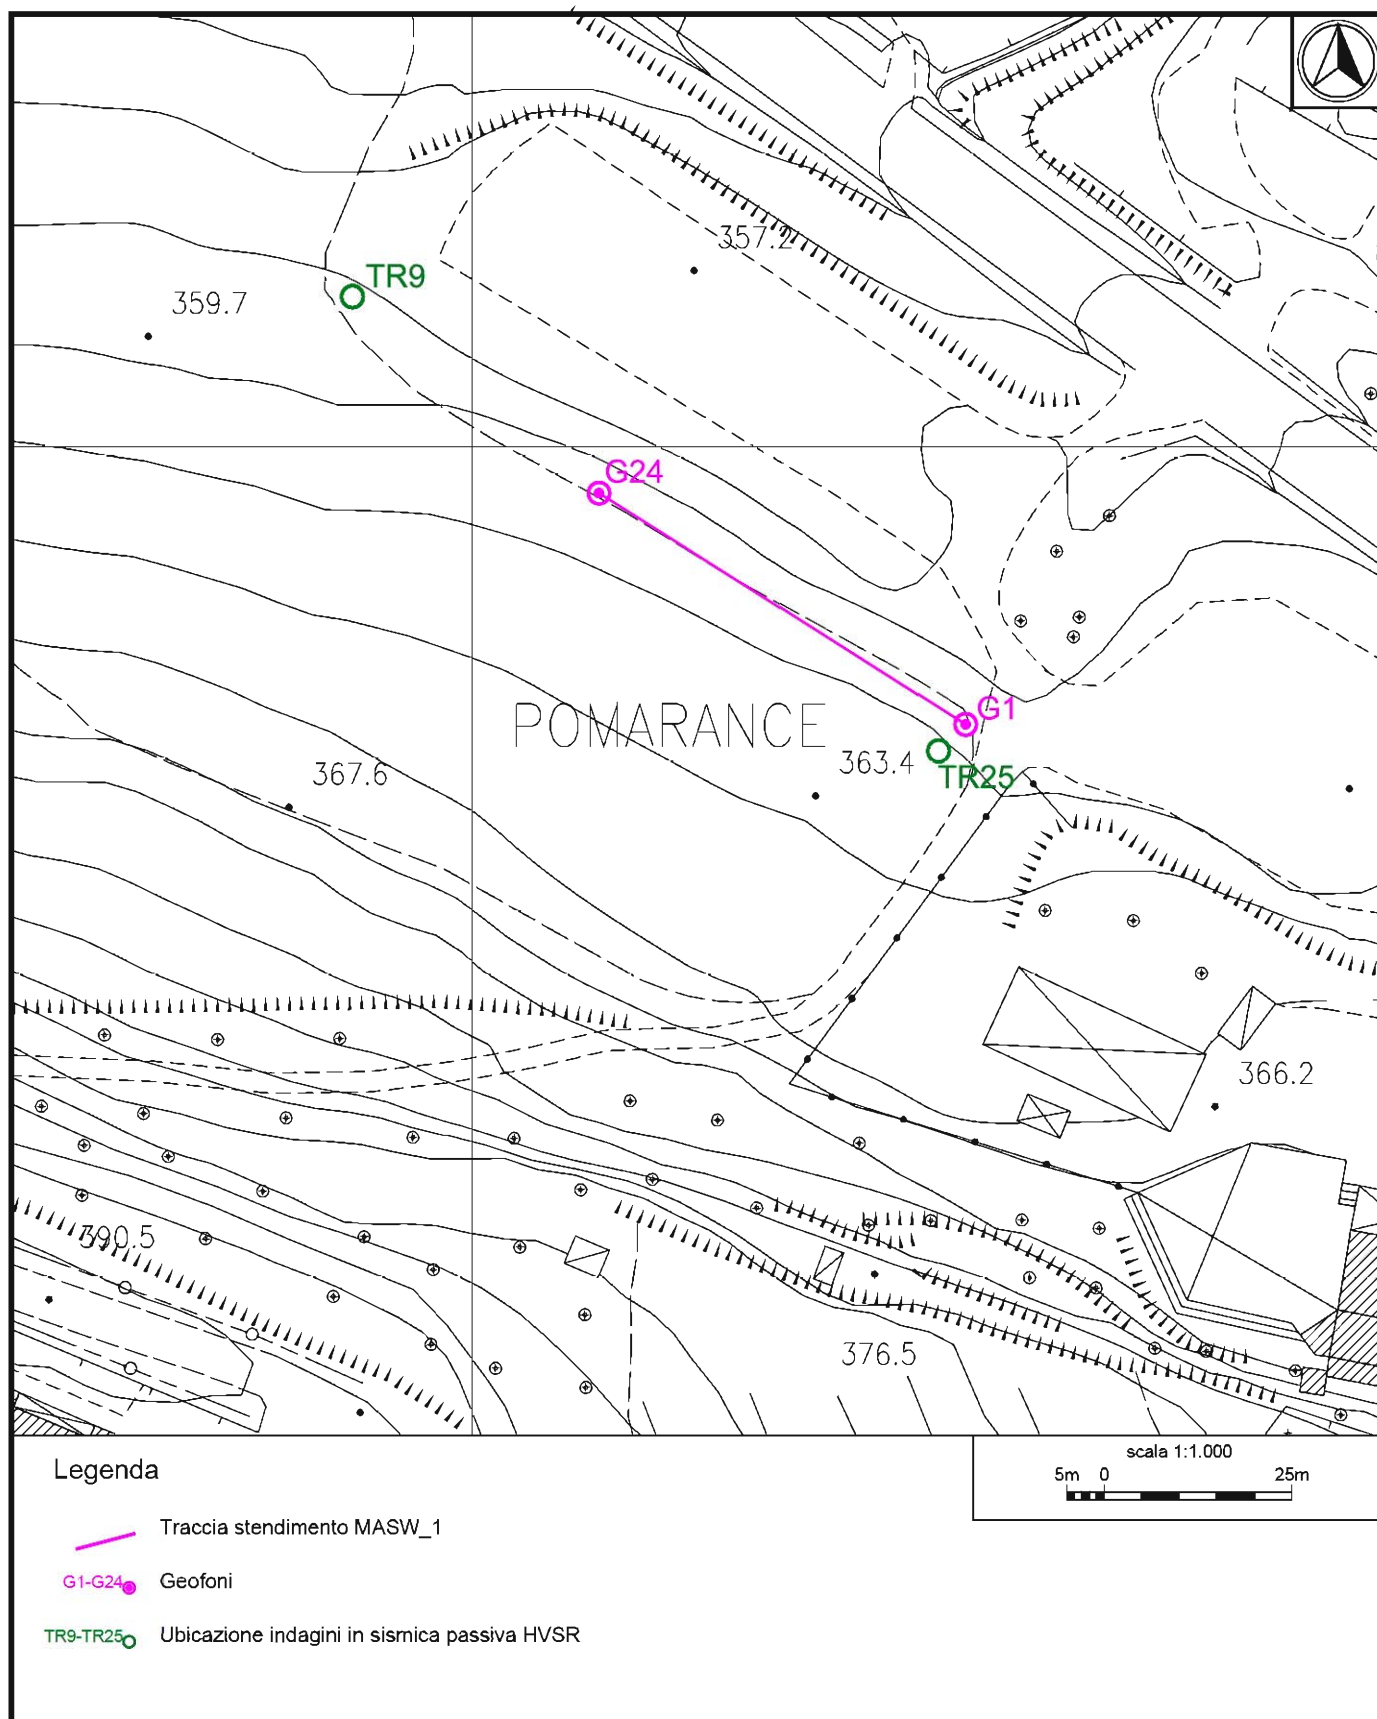 357.2
TR9
359.7
G24
POMARANCE
G1
363.4
TR25
367.6
366.2
390.5
376.5
scala 1:1.000
5m 0 25m
Legenda
Traccia stendimento MASW_1
G1-G24 Geofoni
TR9-TR25 Ubicazione indagini in sismica passiva HVSR